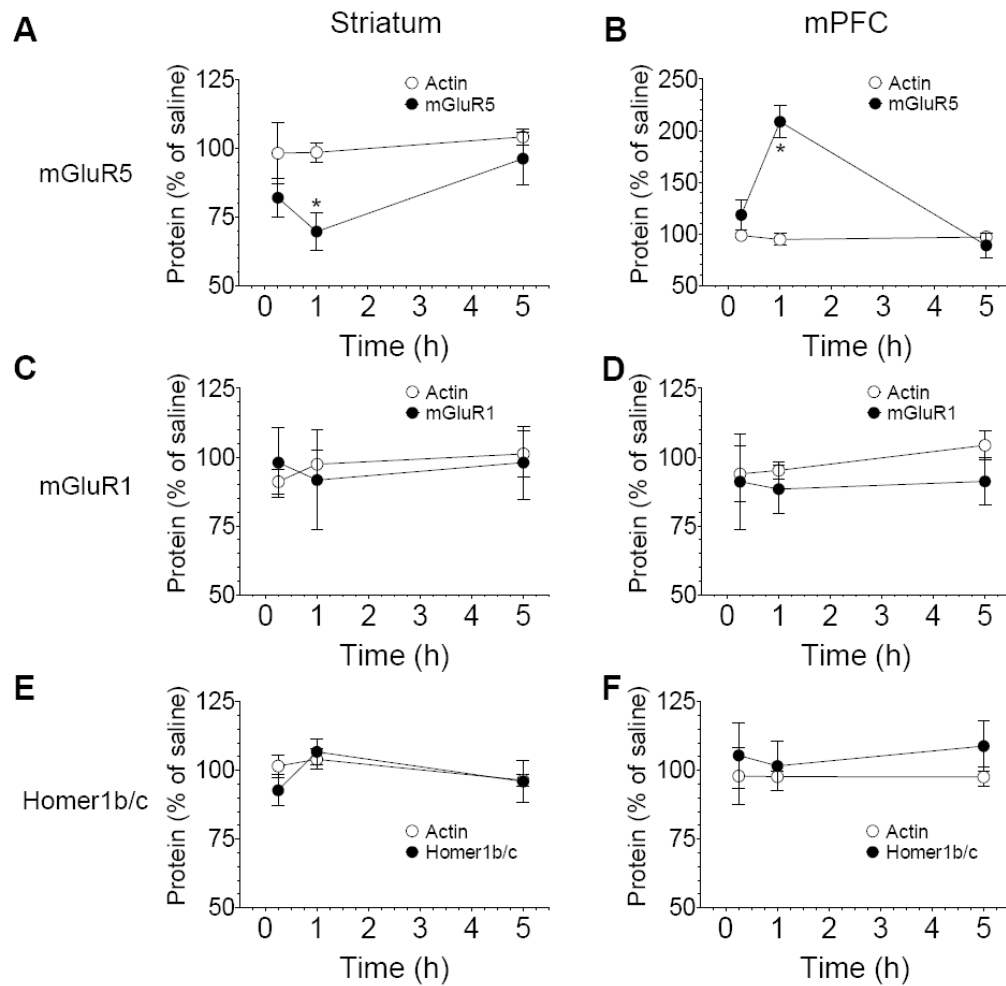 Striatum
mPFC
A
B
mGluR5
Protein (% of saline)
125
100
75
50
Actin
mGluR5
*
0 1 2 3 4 5
Time (h)
Protein (% of saline)
250
200
150
100
50
Actin
mGluR5
*
0 1 2 3 4 5
Time (h)
C
D
mGluR1
Protein (% of saline)
125
100
75
50
Actin
mGluR1
0 1 2 3 4 5
Time (h)
Protein (% of saline)
125
100
75
50
Actin
mGluR1
0 1 2 3 4 5
Time (h)
E
F
Homer1b/c
Protein (% of saline)
125
100
75
50
Actin
Homer1b/c
0 1 2 3 4 5
Time (h)
Protein (% of saline)
125
100
75
50
Actin
Homer1b/c
0 1 2 3 4 5
Time (h)